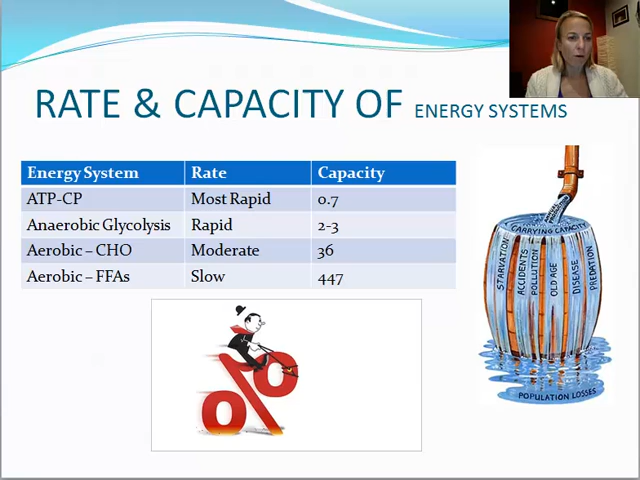 RATE & CAPACITY OF ENERGY SYSTEMS
Energy System Rate Capacity
ATP-CP Most Rapid 0.7
Anaerobic Glycolysis Rapid 2-3
Aerobic – CHO Moderate 36
Aerobic – FFAs Slow 447
CARRYING CAPACITY
STARVATION
ACCIDENTS
POLLUTION
OLD AGE
DISEASE
PREDATION
POPULATION LOSSES
%